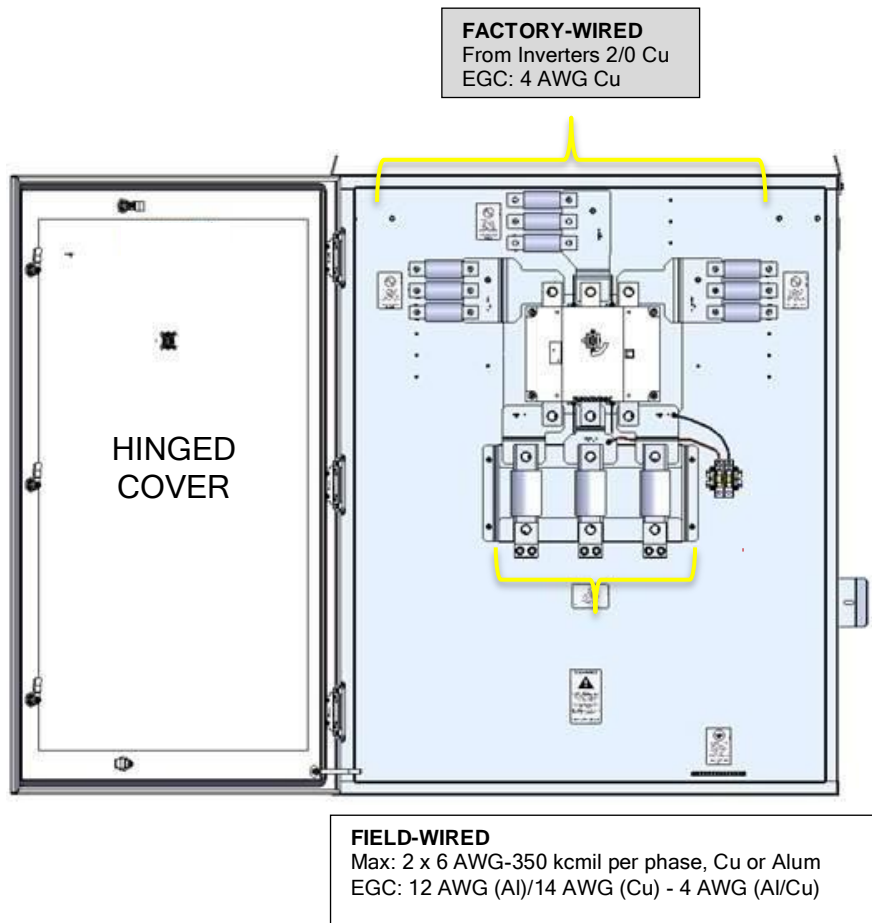 FACTORY-WIRED
From Inverters 2/0 Cu
EGC: 4 AWG Cu
HINGED
COVER
FIELD-WIRED
Max: 2 x 6 AWG-350 kcmil per phase, Cu or Alum
EGC: 12 AWG (Al)/14 AWG (Cu) - 4 AWG (Al/Cu)